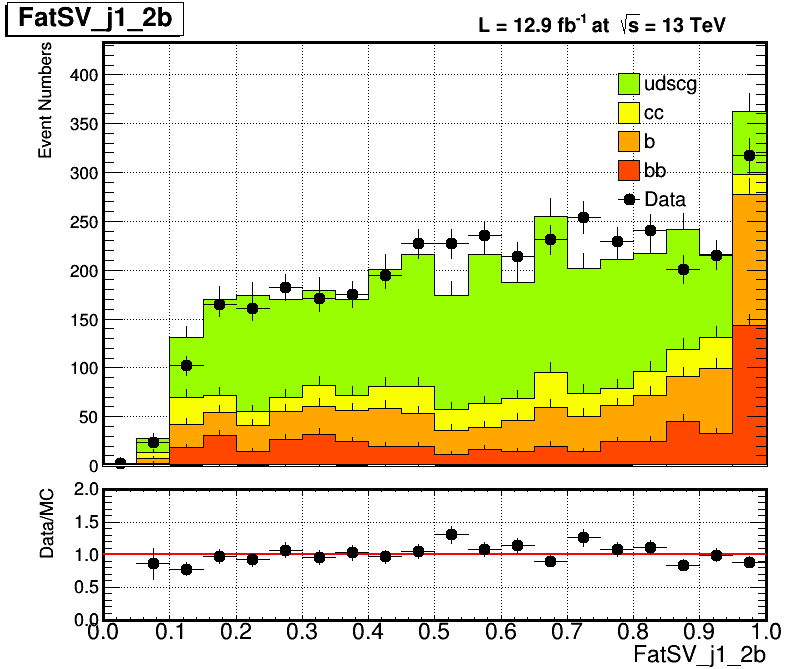 FatSV_j1_2b
L = 12.9 fb-1 at √s = 13 TeV
Event Numbers
400
350
300
250
200
150
100
50
0
udscg
cc
b
bb
Data
Data/MC
2.0
1.5
1.0
0.5
0.0
0.0 0.1 0.2 0.3 0.4 0.5 0.6 0.7 0.8 0.9 1.0
FatSV_j1_2b